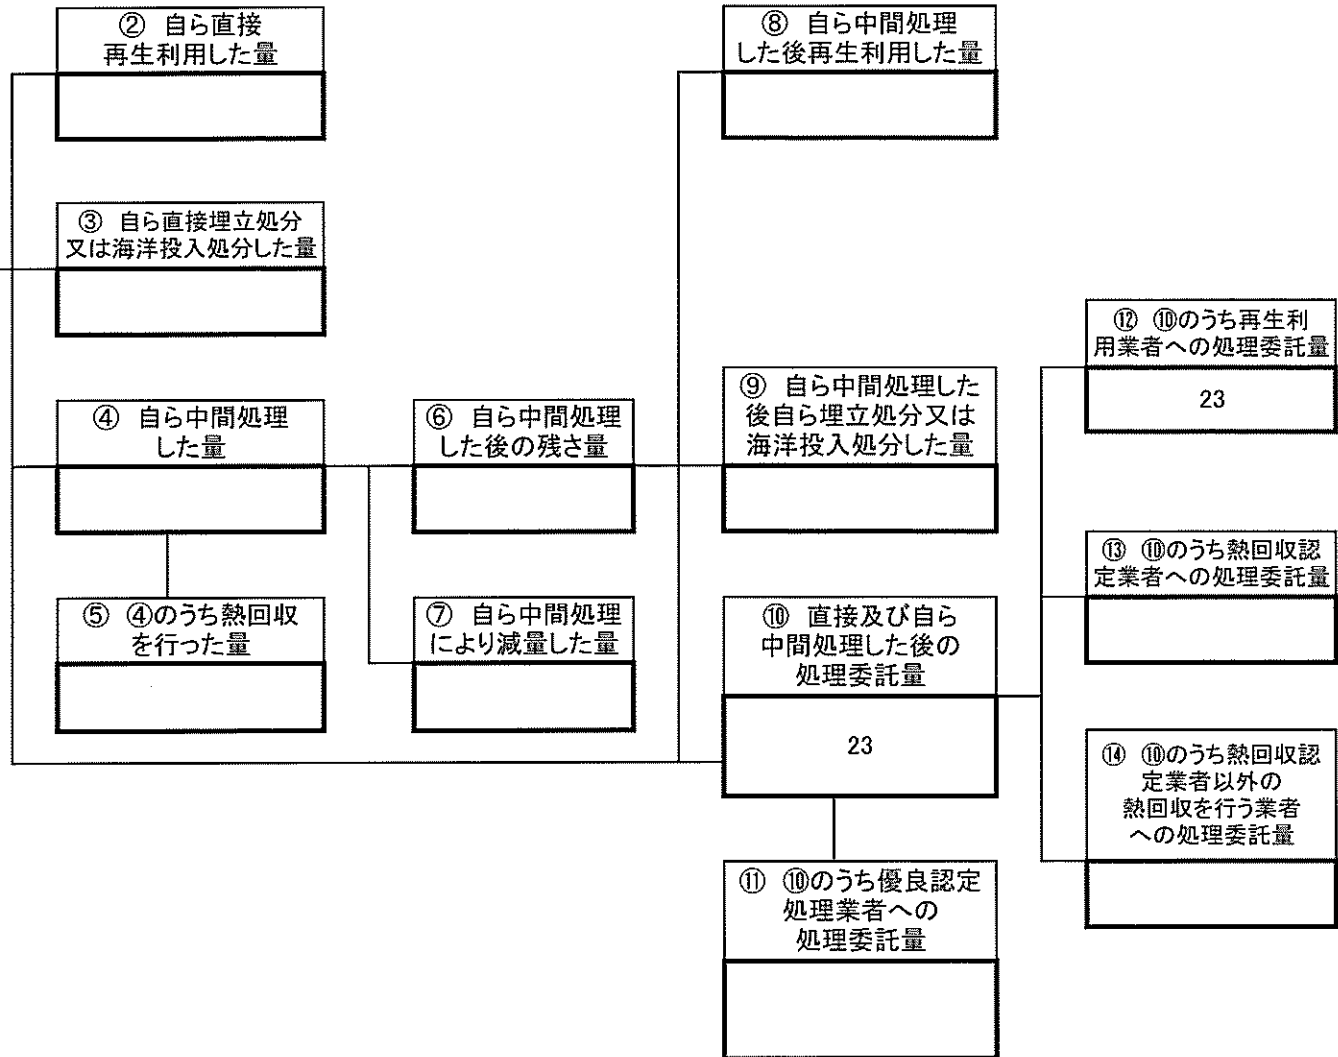 ② 自ら直接
再生利用した量
⑧ 自ら中間処理
した後再生利用した量
③ 自ら直接埋立処分
又は海洋投入処分した量
⑫ ⑩のうち再生利
用業者への処理委託量
23
④ 自ら中間処理
した量
⑥ 自ら中間処理
した後の残さ量
⑨ 自ら中間処理した
後自ら埋立処分又は
海洋投入処分した量
⑬ ⑩のうち熱回収認
定業者への処理委託量
⑤ ④のうち熱回収
を行った量
⑦ 自ら中間処理
により減量した量
⑩ 直接及び自ら
中間処理した後の
処理委託量
23
⑭ ⑩のうち熱回収認
定業者以外の
熱回収を行う業者
への処理委託量
⑪ ⑩のうち優良認定
処理業者への
処理委託量